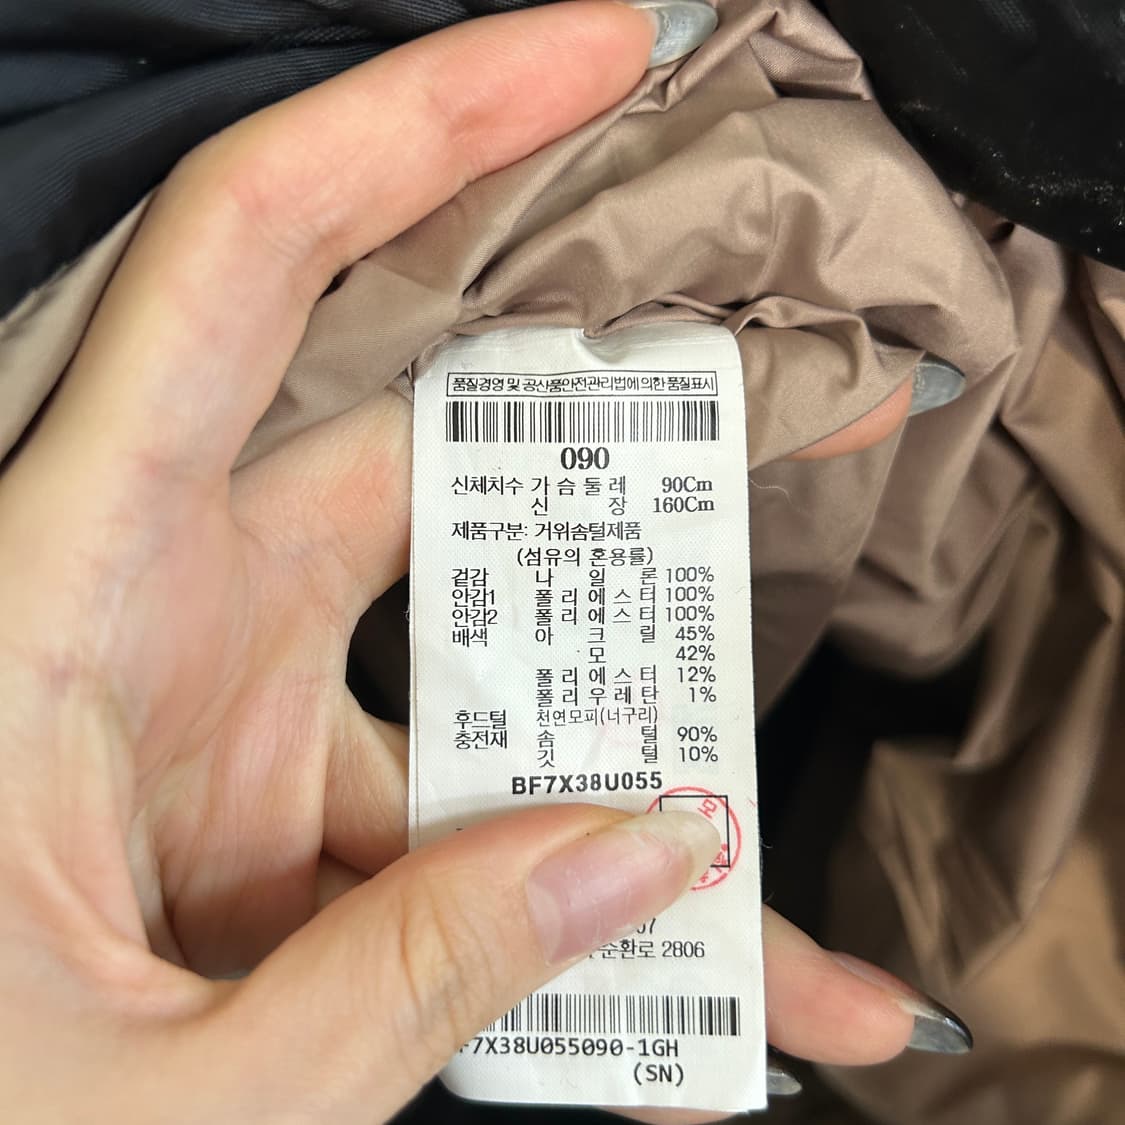 품질경영 및 공산품안전관리법에 의한 품질표시
090
신체치수 가 슴 둘 레 90Cm
신 장 160Cm
제품구분: 거위솜털제품
(섬유의 혼용률)
겉감 나 일 론 100%
안감1 폴 리 에 스 터 100%
안감2 폴 리 에 스 터 100%
배색 아 크 릴 45%
모 42%
폴 리 에 스 터 12%
폴 리 우 레 탄 1%
후드털 천연모피(너구리)
충전재 솜 털 90%
깃 털 10%
BF7X38U055
순환로 2806
F7X38U055090-1GH
(SN)